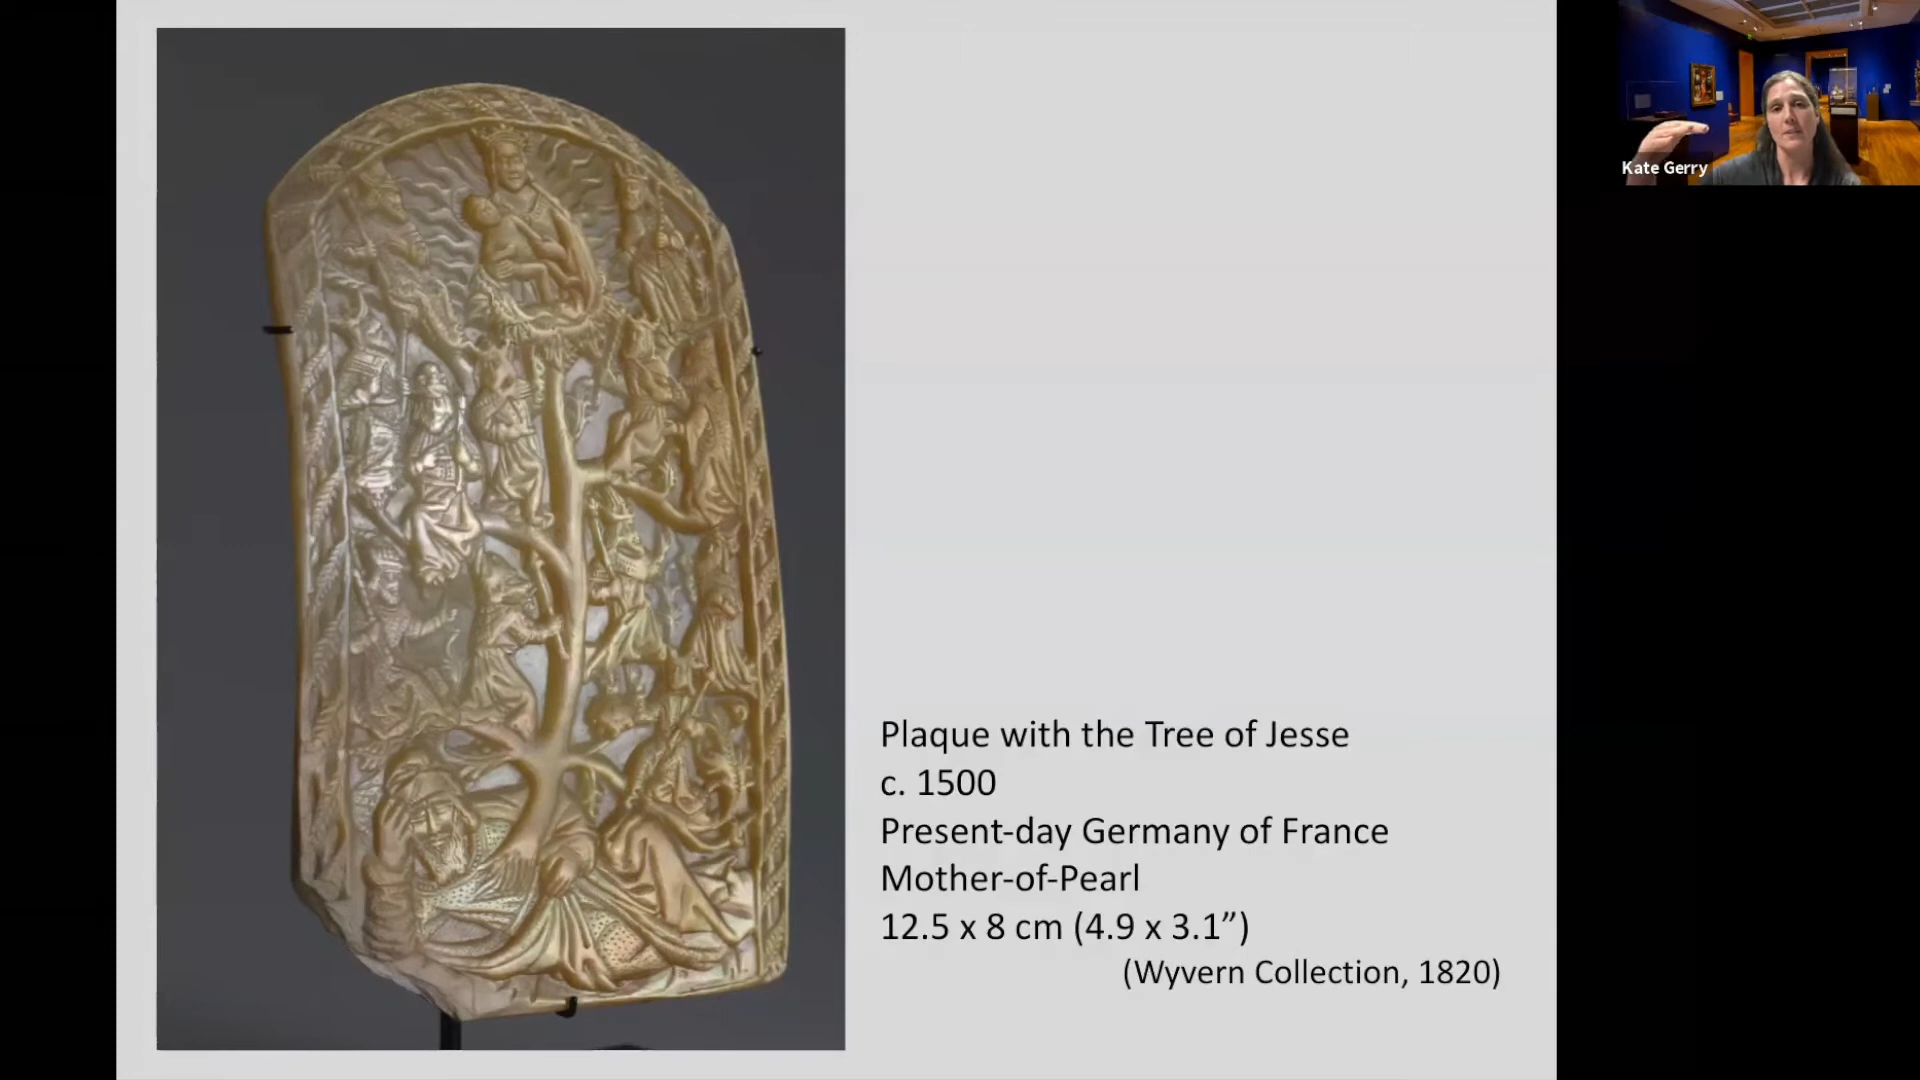 Kate Gerry
Plaque with the Tree of Jesse
c. 1500
Present-day Germany of France
Mother-of-Pearl
12.5 x 8 cm (4.9 x 3.1”)
(Wyvern Collection, 1820)